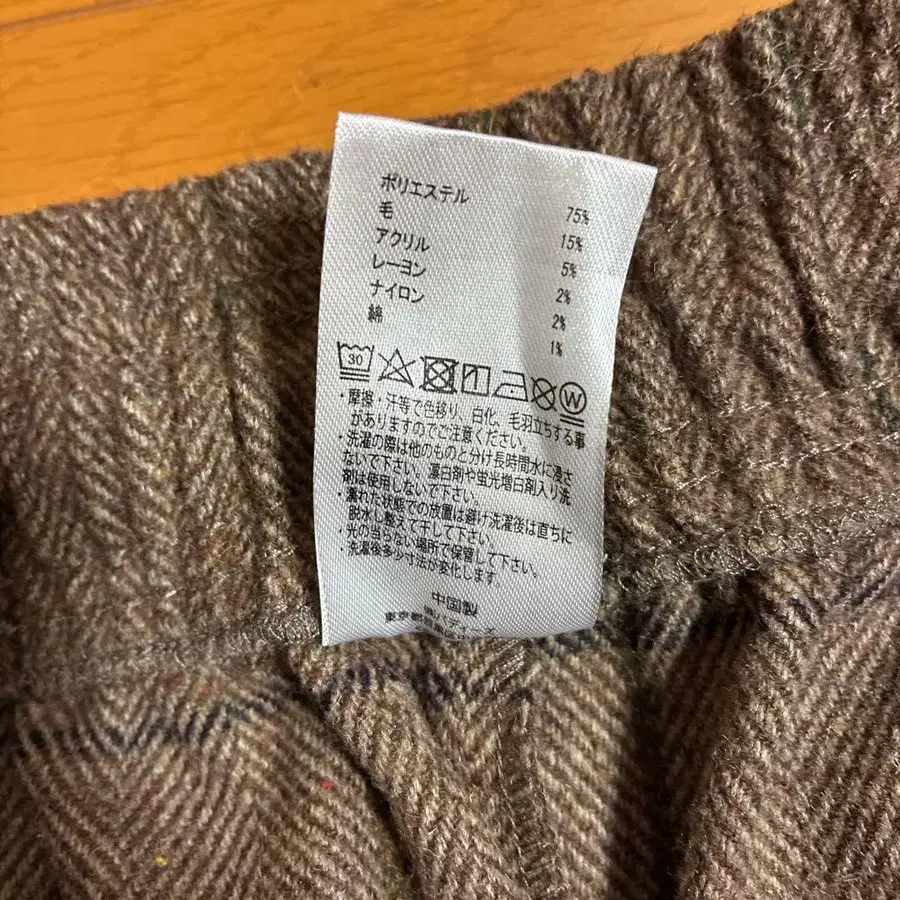 ポリエステル 75%
毛 15%
アクリル 5%
レーヨン 2%
ナイロン 2%
綿 1%
30 W
・摩擦・汗等で色移り、白化、毛羽立ちする事
がありますのでご注意ください。
・洗濯の際は他のものと分け長時間水に浸さ
ないで下さい。漂白剤や蛍光増白剤入り洗
剤は使用しないで下さい。
・濡れた状態での放置は避け洗濯後は直ちに
脱水し整えて干して下さい。
・光の当らない場所で保管して下さい。
・洗濯後多少寸法が変化します
東京都
中国